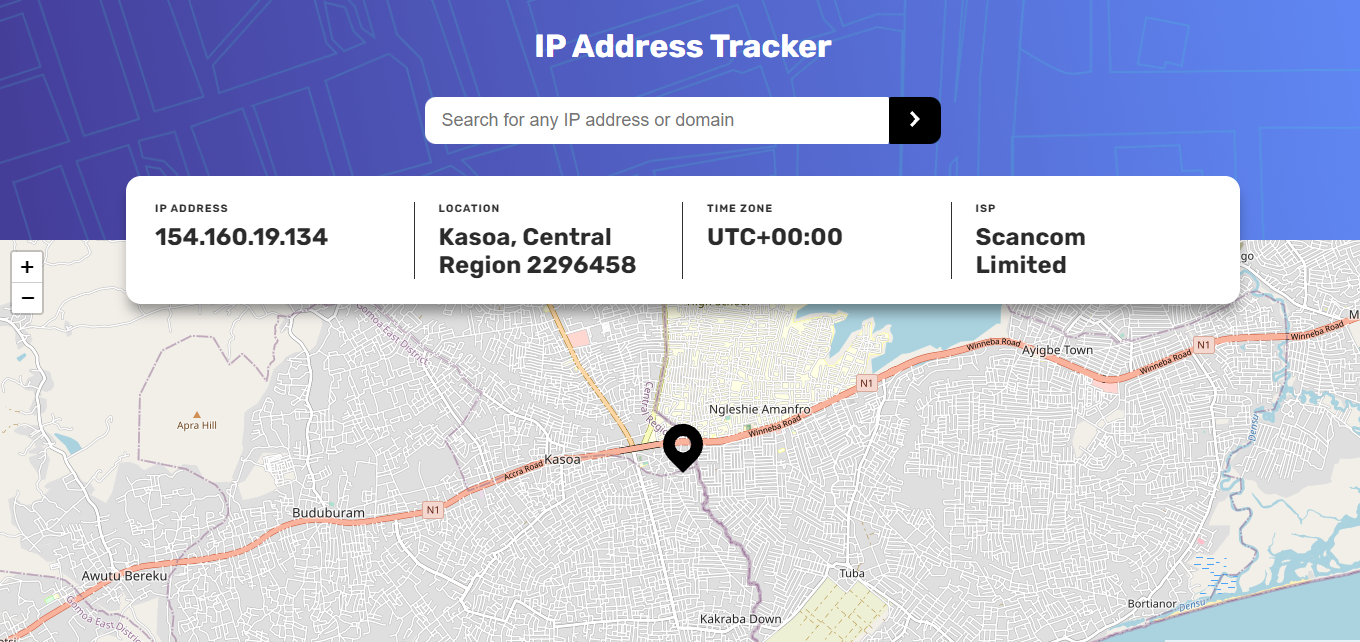 IP Address Tracker
Search for any IP address or domain
IP ADDRESS
154.160.19.134
LOCATION
Kasoa, Central
Region 2296458
TIME ZONE
UTC+00:00
ISP
Scancom
Limited
+
−
Gomoa East District
Winneba Road
Winneba Road
Ayigbe Town
N1
Winneba Road
N1
Central Region
Ngleshie Amanfro
Apra Hill
Winneba Road
Densu
Kasoa
Accra Road
Buduburam
N1
Awutu Bereku
Tuba
Gomoa East District
Bortianor
Densu
Kakraba Down